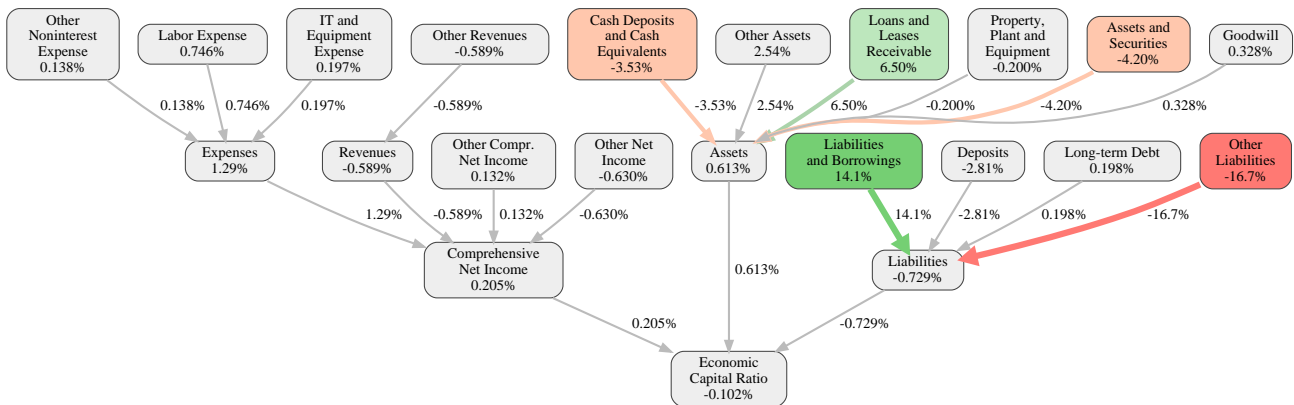 Other
Noninterest
Expense
0.138%
Labor Expense
0.746%
IT and
Equipment
Expense
0.197%
Other Revenues
-0.589%
Cash Deposits
and Cash
Equivalents
-3.53%
Other Assets
2.54%
Loans and
Leases
Receivable
6.50%
Property,
Plant and
Equipment
-0.200%
Assets and
Securities
-4.20%
Goodwill
0.328%
0.138%
0.746%
0.197%
-0.589%
-3.53%
2.54%
6.50%
-0.200%
-4.20%
0.328%
Expenses
1.29%
Revenues
-0.589%
Other Compr.
Net Income
0.132%
Other Net
Income
-0.630%
Assets
0.613%
Liabilities
and Borrowings
14.1%
Deposits
-2.81%
Long-term Debt
0.198%
Other
Liabilities
-16.7%
1.29%
-0.589%
0.132%
-0.630%
14.1%
-2.81%
0.198%
-16.7%
Comprehensive
Net Income
0.205%
0.613%
Liabilities
-0.729%
0.205%
-0.729%
Economic
Capital Ratio
-0.102%